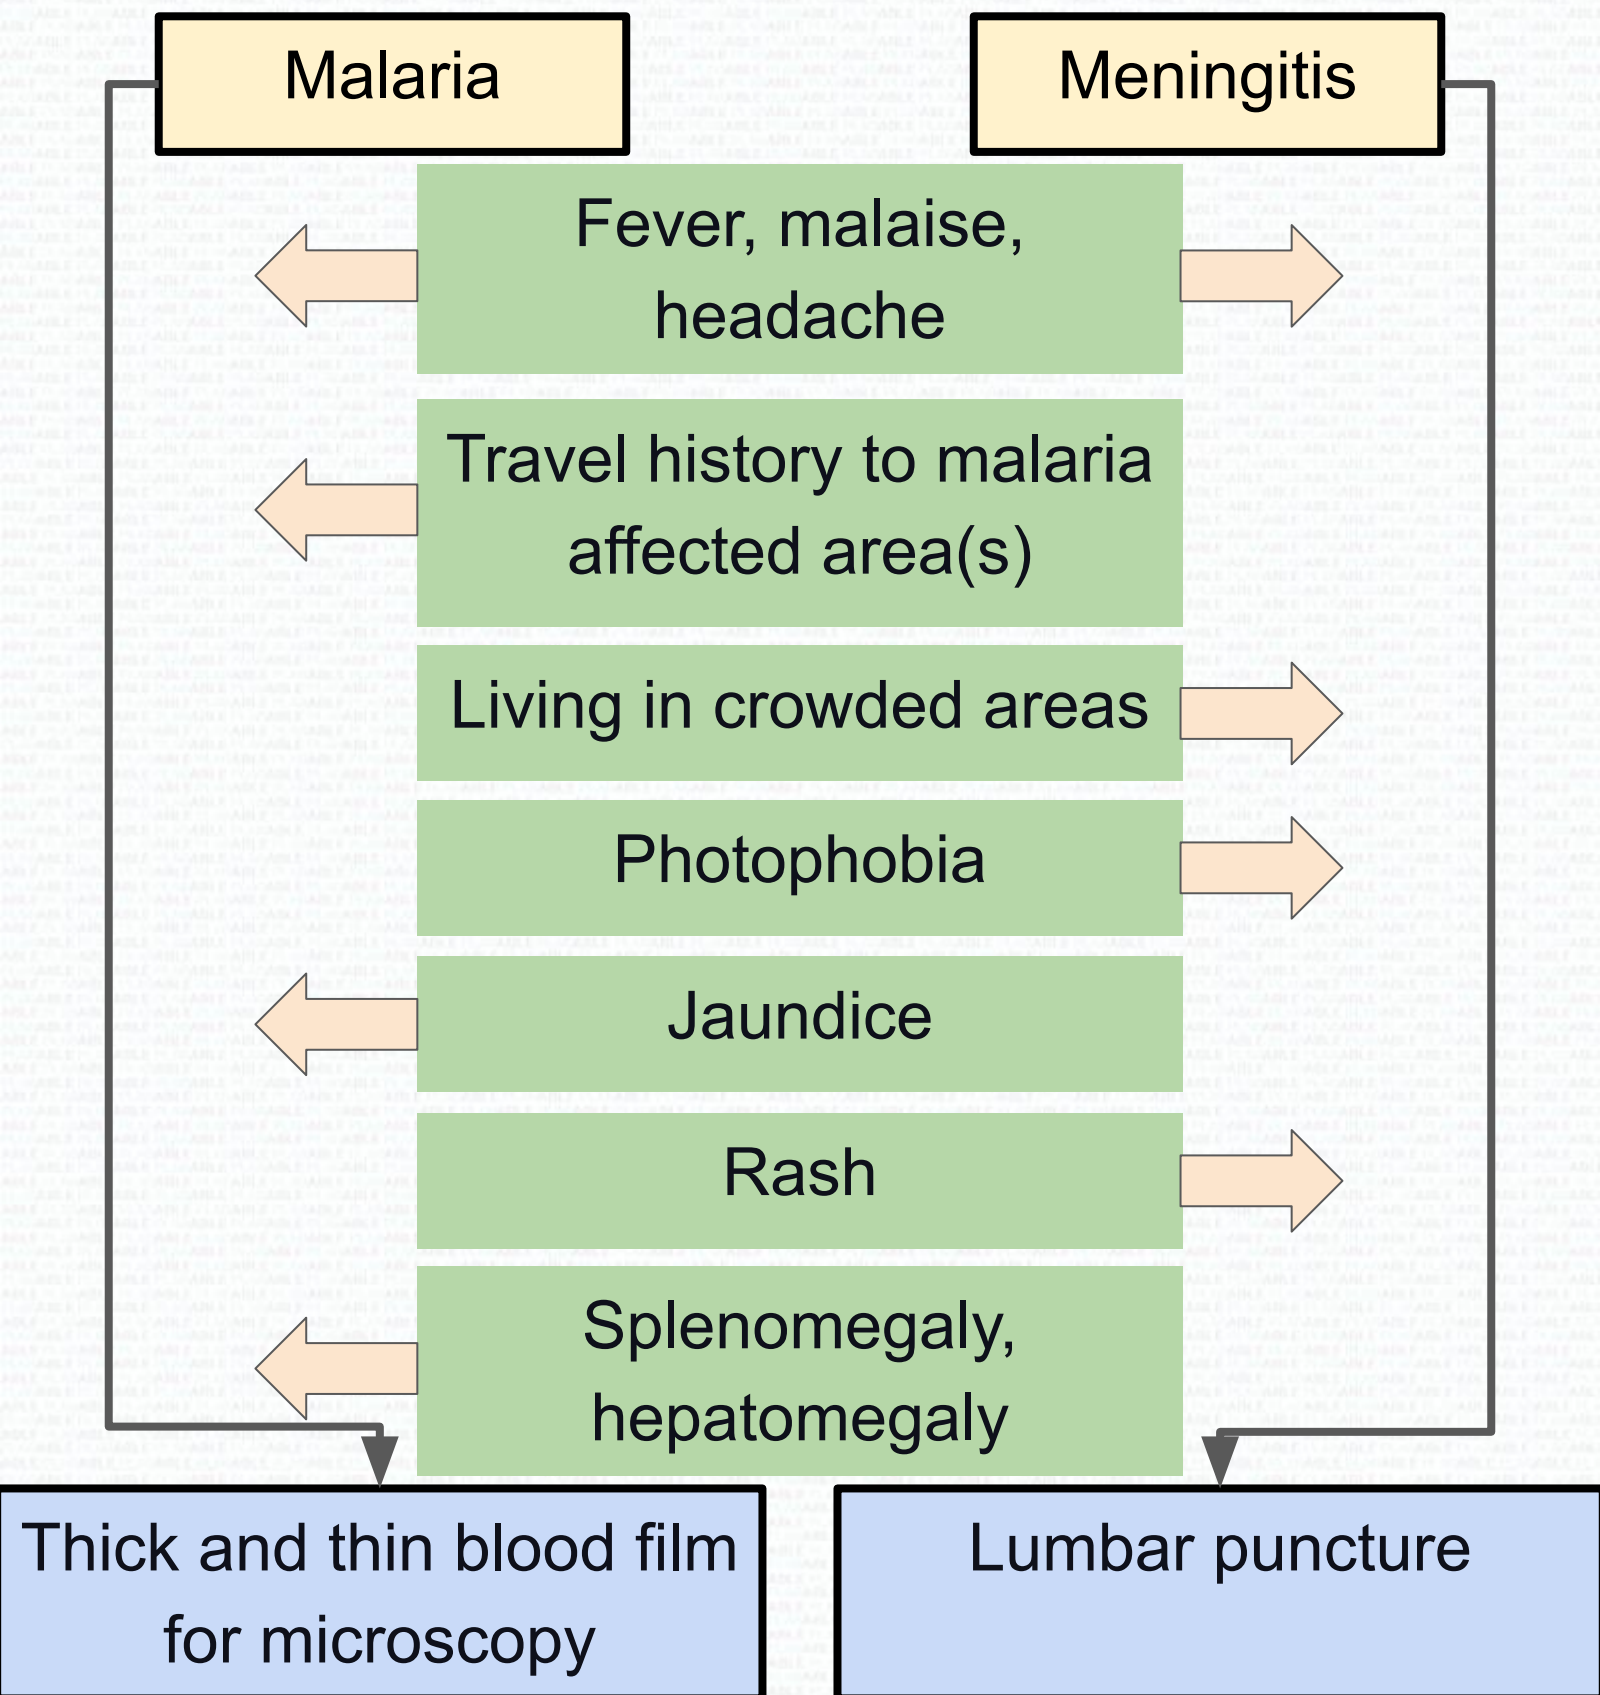 Malaria
Meningitis
Fever, malaise,
headache
Travel history to malaria
affected area(s)
Living in crowded areas
Photophobia
Jaundice
Rash
Splenomegaly,
hepatomegaly
Thick and thin blood film
for microscopy
Lumbar puncture